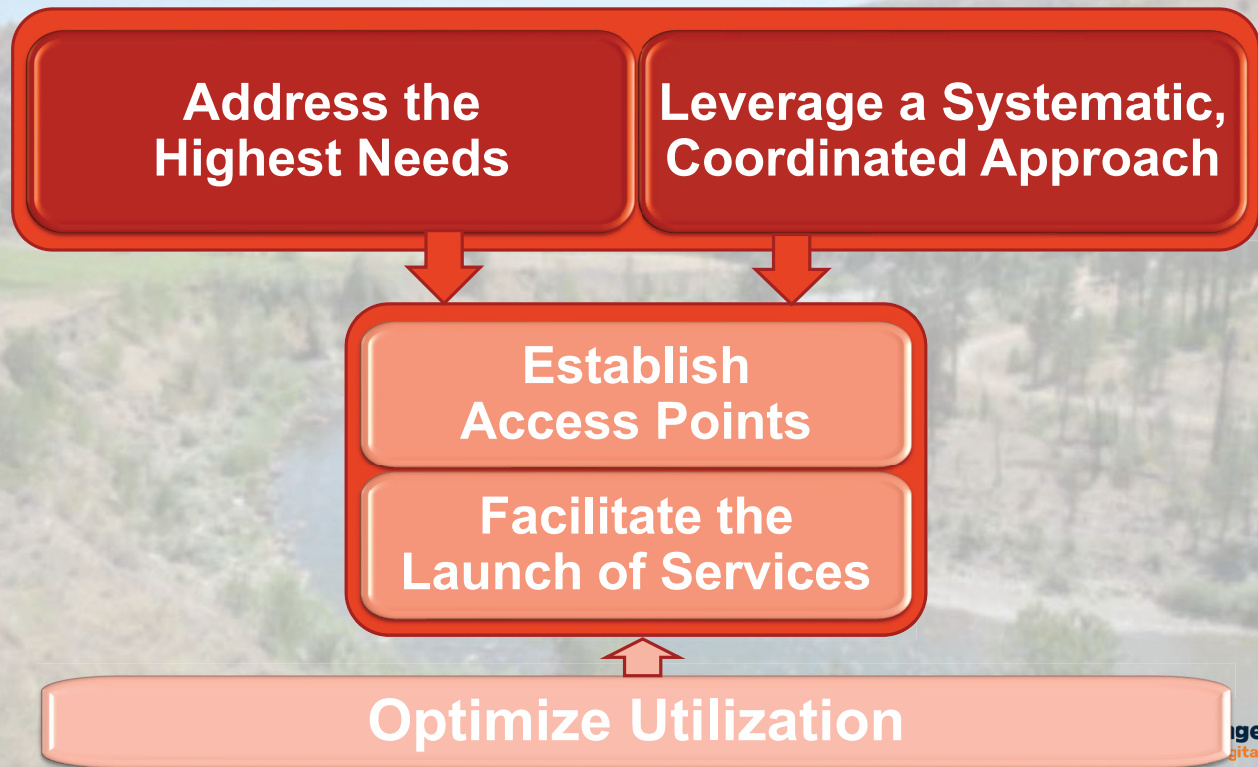 Address the
Highest Needs
Leverage a Systematic,
Coordinated Approach
Establish
Access Points
Facilitate the
Launch of Services
Optimize Utilization